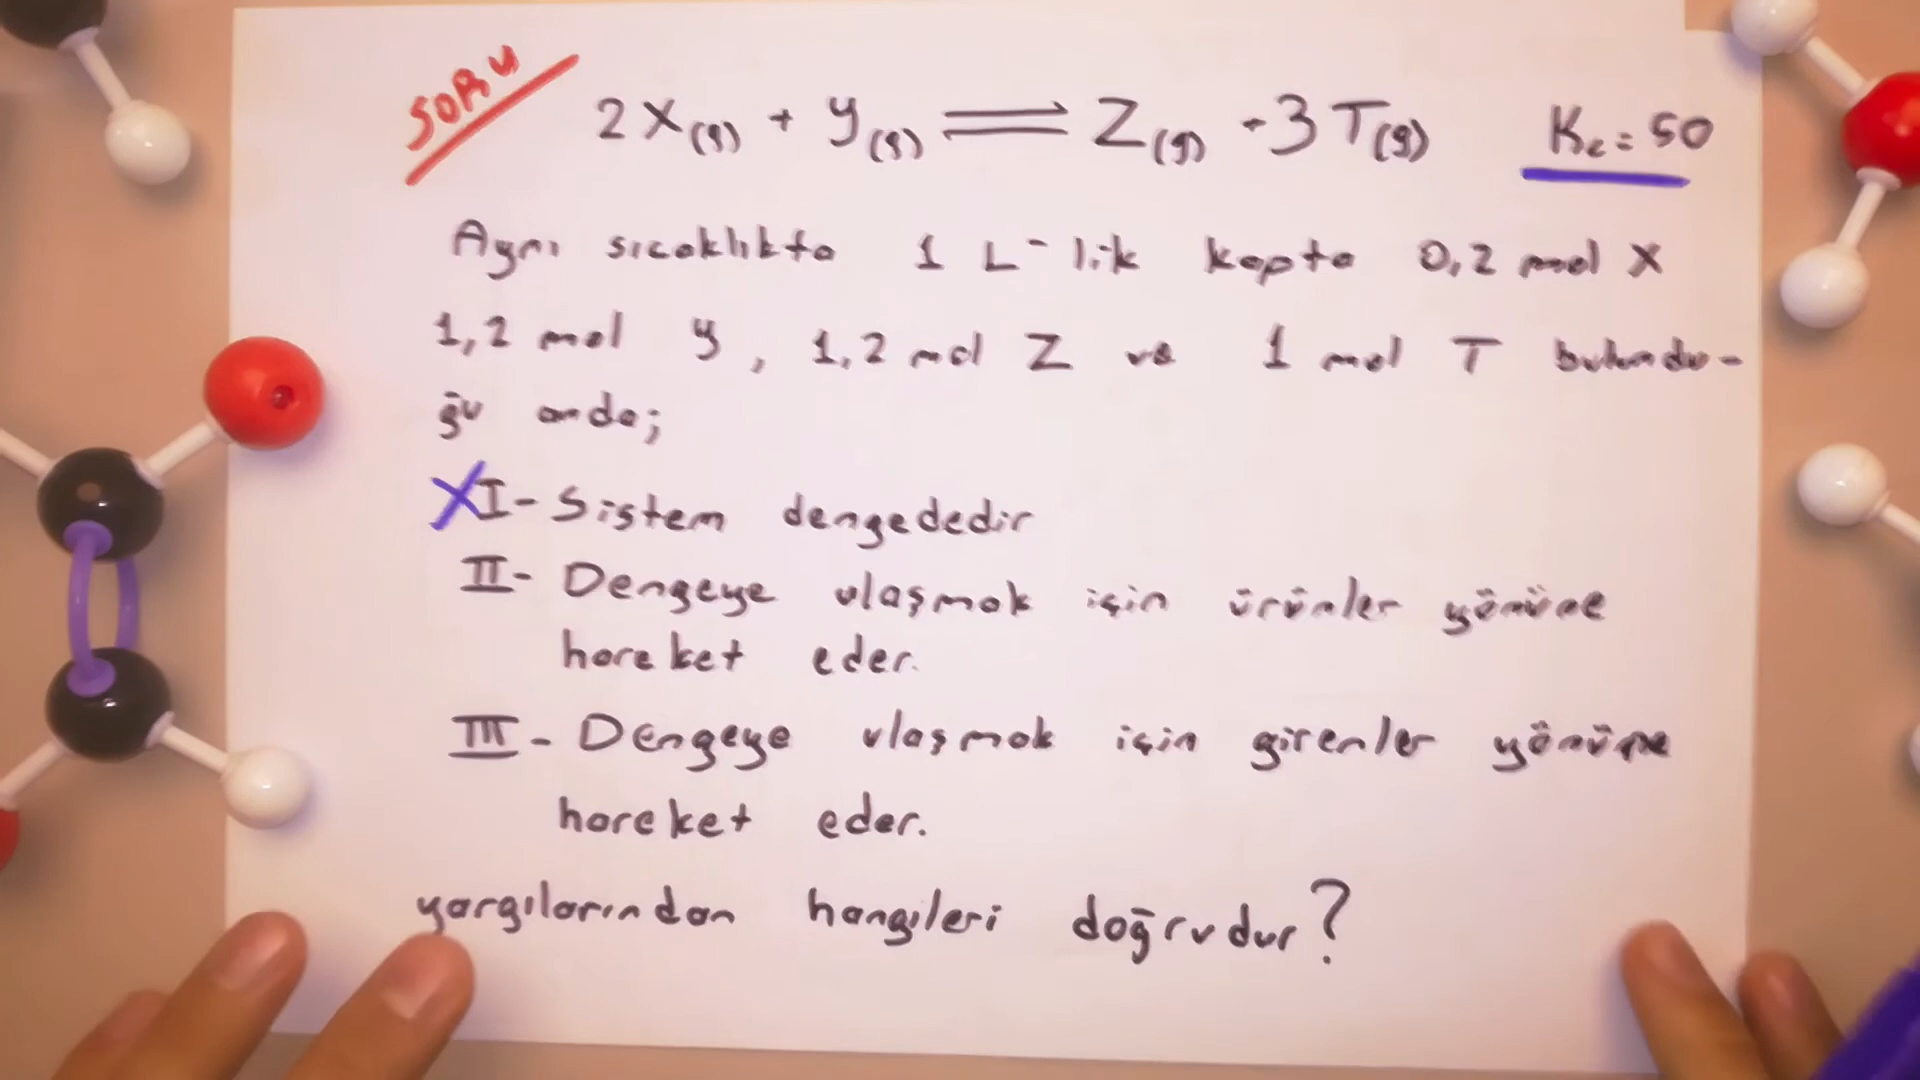 SORU
2X(g) + Y(g) ⇌ Z(g) + 3T(g) Kc = 50
Aynı sıcaklıkta 1 L-lik kapta 0,2 mol X
1,2 mol Y, 1,2 mol Z ve 1 mol T bulundu-
ğu anda;
X I- Sistem dengededir
II- Dengeye ulaşmak için ürünler yönüne
hareket eder.
III- Dengeye ulaşmak için girenler yönüne
hareket eder.
yargılarından hangileri doğrudur?